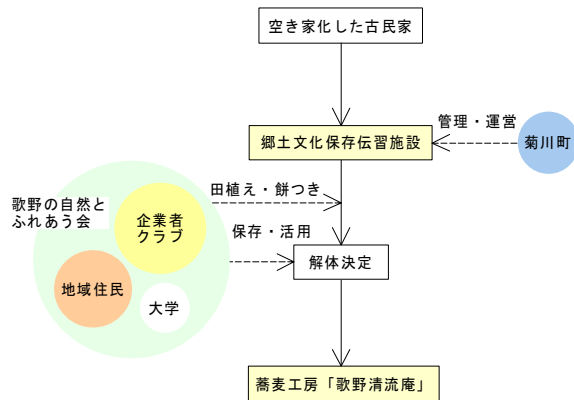 空き家化した古民家
管理・運営
郷土文化保存伝習施設
菊川町
田植え・餅つき
歌野の自然と
ふれあう会
企業者
クラブ
保存・活用
解体決定
地域住民
大学
蕎麦工房「歌野清流庵」